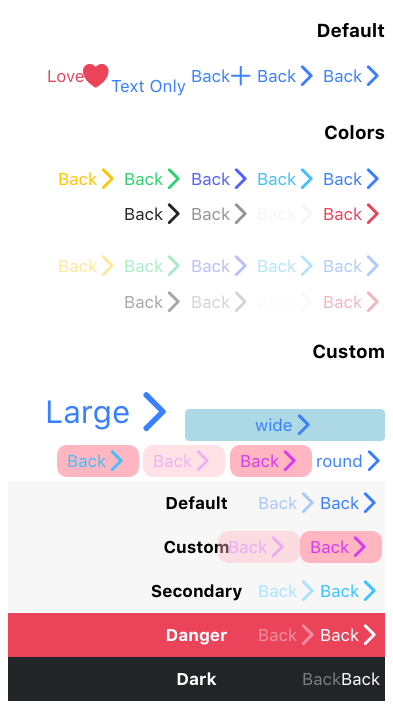 Default
Love Text Only Back Back Back
Colors
Back Back Back Back Back
Back Back Back Back
Back Back Back Back Back
Back Back Back Back
Custom
Large wide
Back Back Back round
Default Back Back
Custom Back Back
Secondary Back Back
Danger Back Back
Dark Back Back